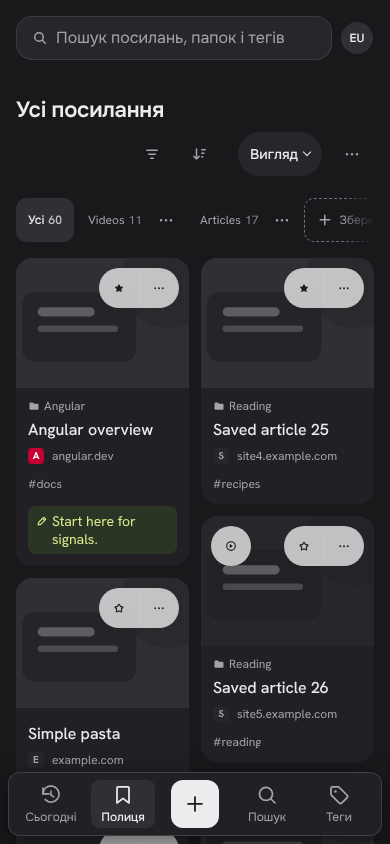 Пошук посилань, папок і тегів
EU
Усі посилання
Вигляд
Усі 60
Videos 11
Articles 17
Angular
Angular overview
A angular.dev
#docs
Start here for
signals.
Reading
Saved article 25
S site4.example.com
#recipes
Simple pasta
E example.com
Reading
Saved article 26
S site5.example.com
#reading
Сьогодні
Полиця
Пошук
Теги